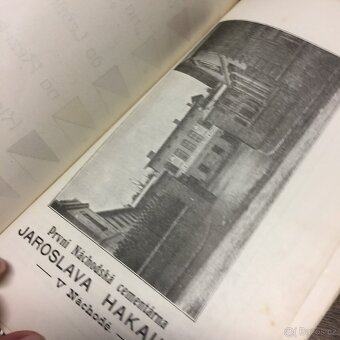 První Náchodská cementárna
JAROSLAVA HAKAU
— V Náchodě. —